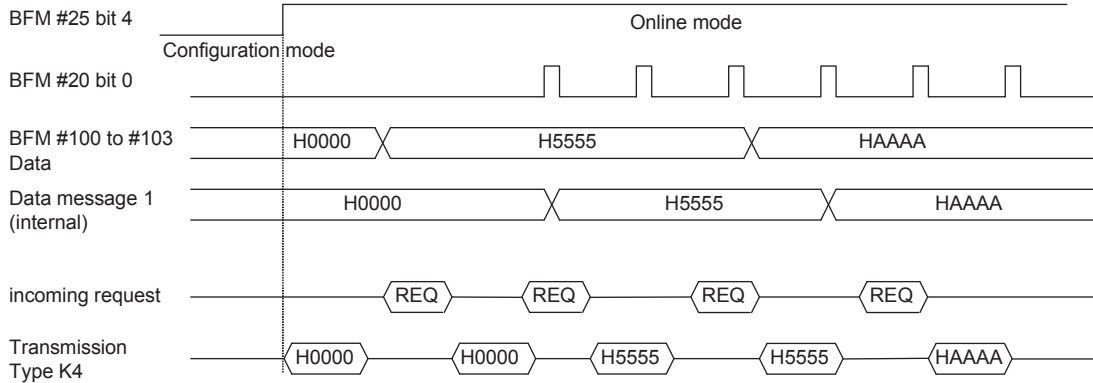 BFM #25 bit 4
Online mode
Configuration mode
BFM #20 bit 0
BFM #100 to #103
Data
H0000
H5555
HAAAA
Data message 1
(internal)
H0000
H5555
HAAAA
incoming request
REQ
REQ
REQ
REQ
Transmission
Type K4
H0000
H0000
H5555
H5555
HAAAA